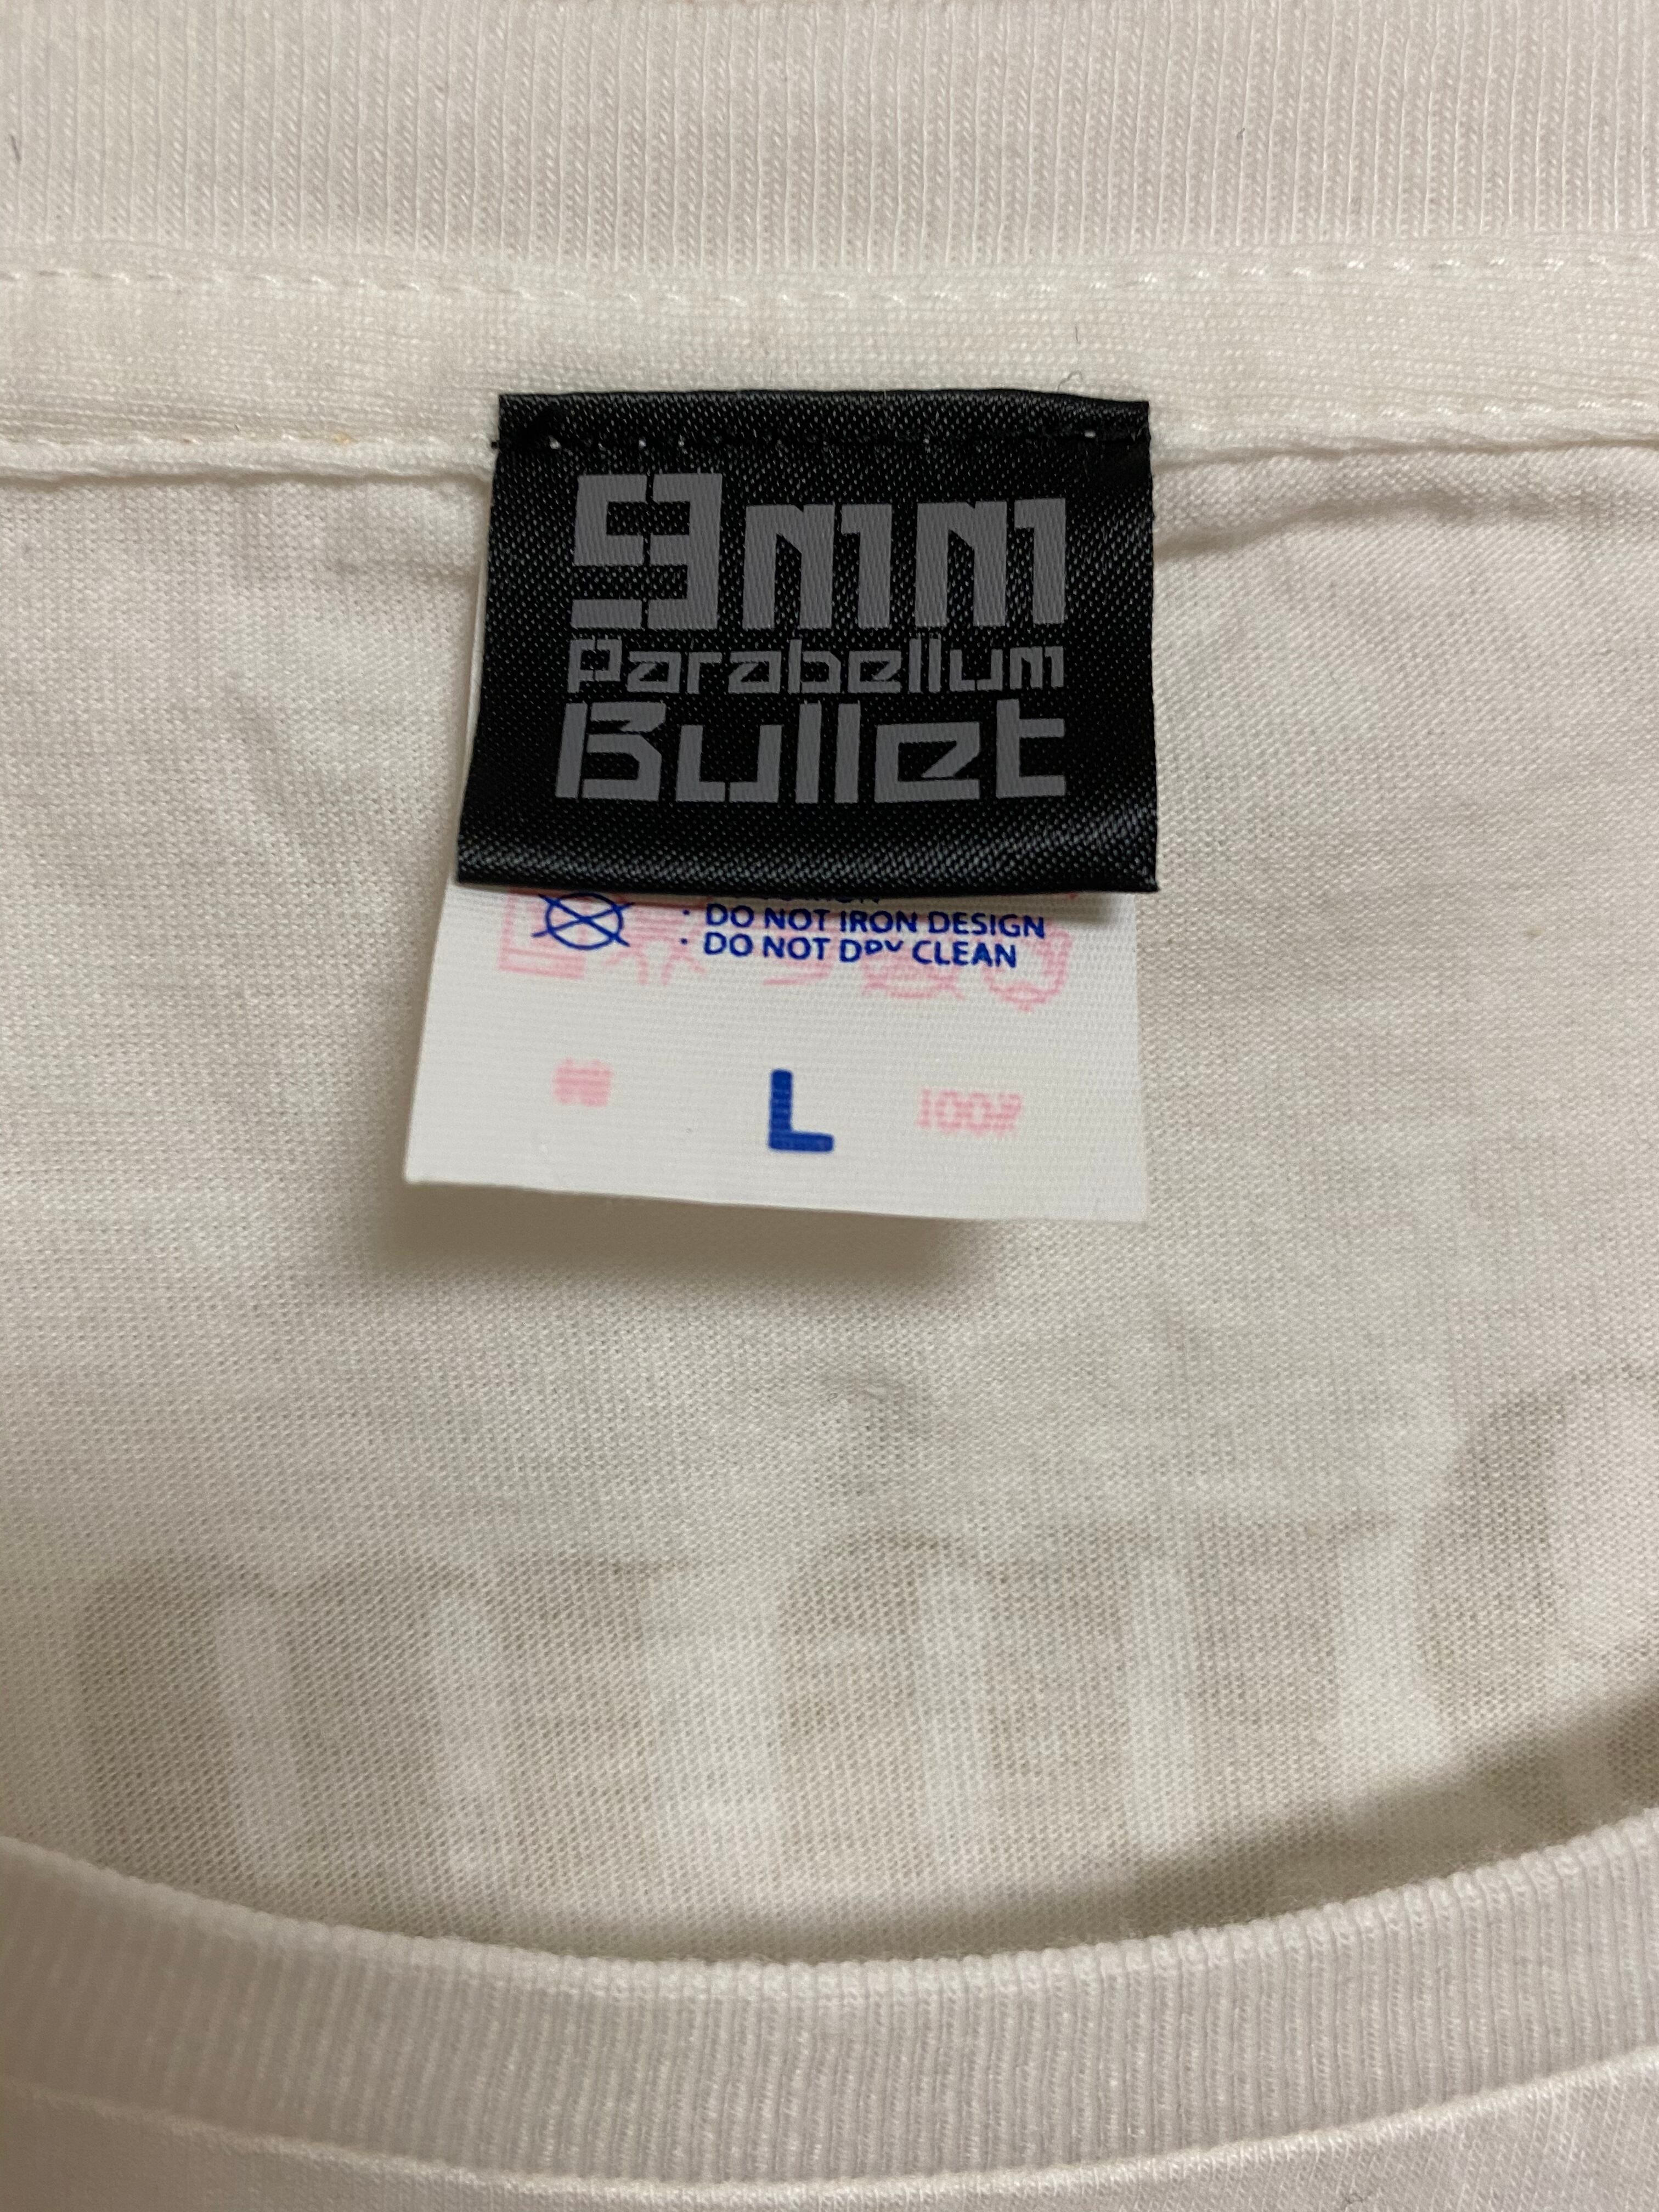 9mm
Parabellum
Bullet
· DO NOT IRON DESIGN
· DO NOT DRY CLEAN
L